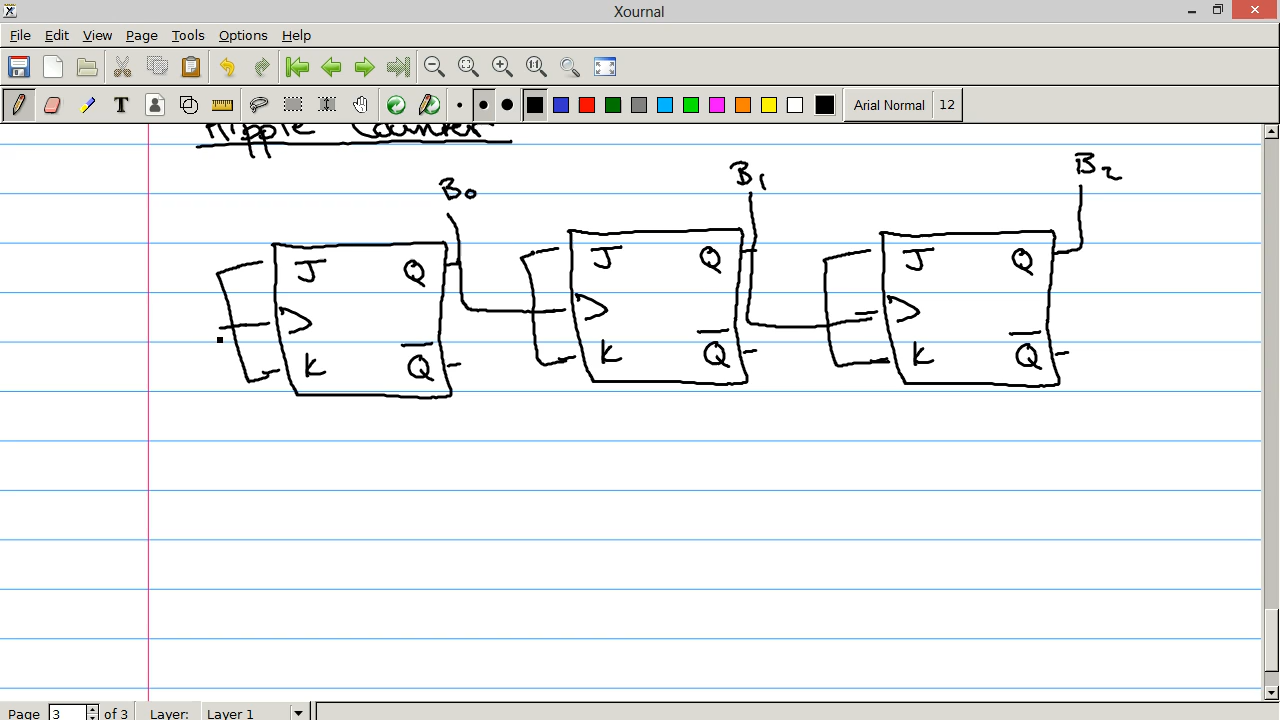 Xournal
File Edit View Page Tools Options Help
T Arial Normal 12
Ripple Counter
B0 B1 B2
J Q J Q J Q
K Q̅ K Q̅ K Q̅
Page 3 of 3 Layer: Layer 1